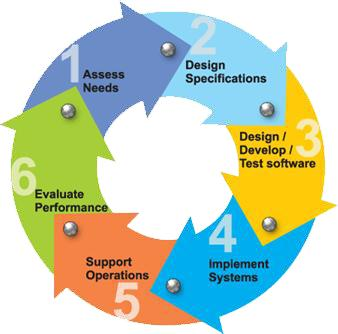 1
Assess
Needs
2
Design
Specifications
3
Design /
Develop /
Test software
4
Implement
Systems
5
Support
Operations
6
Evaluate
Performance